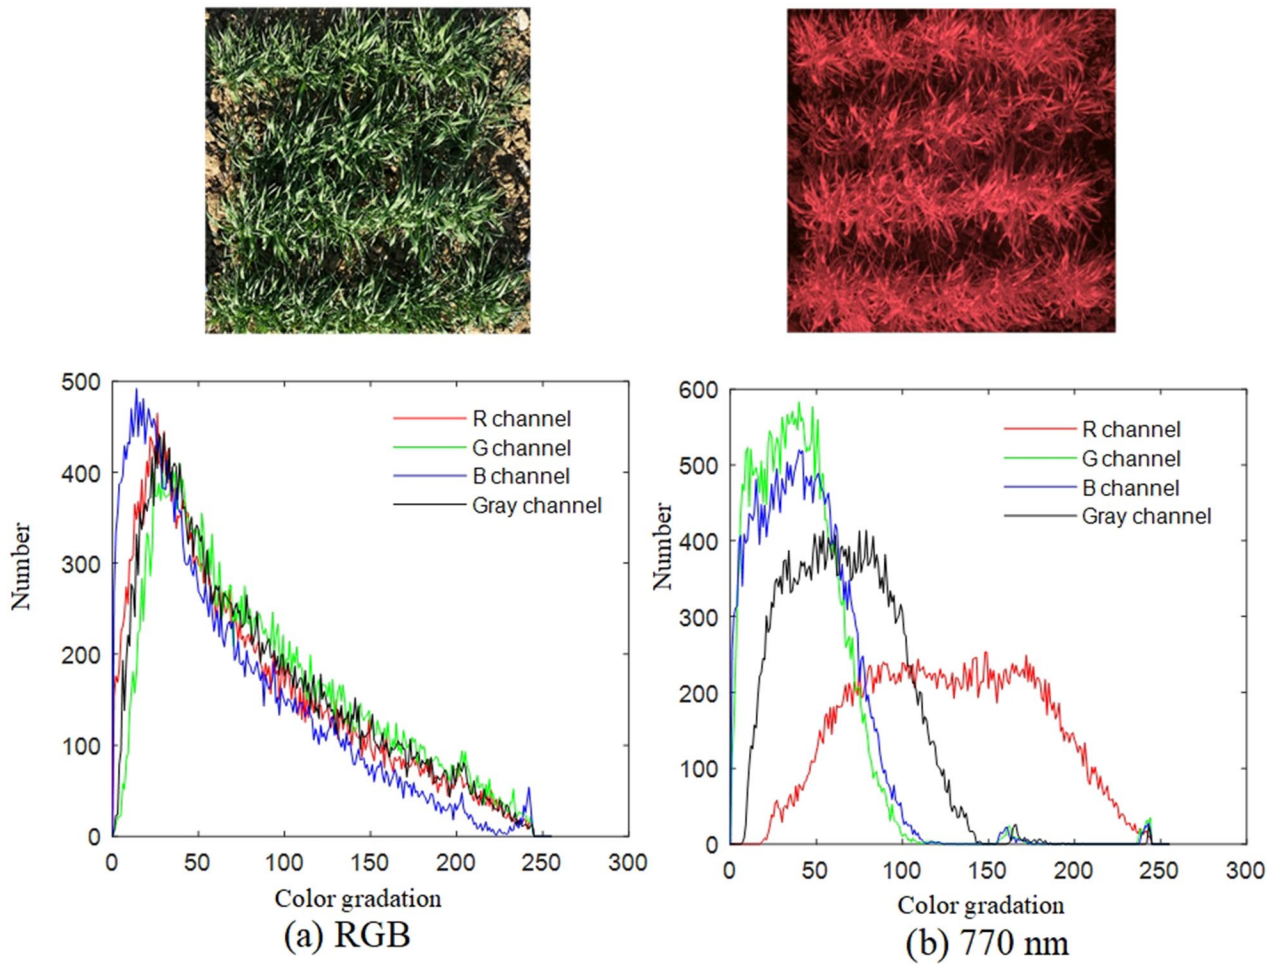 500
400
300
200
100
0
Number
R channel
G channel
B channel
Gray channel
0 50 100 150 200 250 300
Color gradation
(a) RGB
600
500
400
300
200
100
0
Number
R channel
G channel
B channel
Gray channel
0 50 100 150 200 250 300
Color gradation
(b) 770 nm